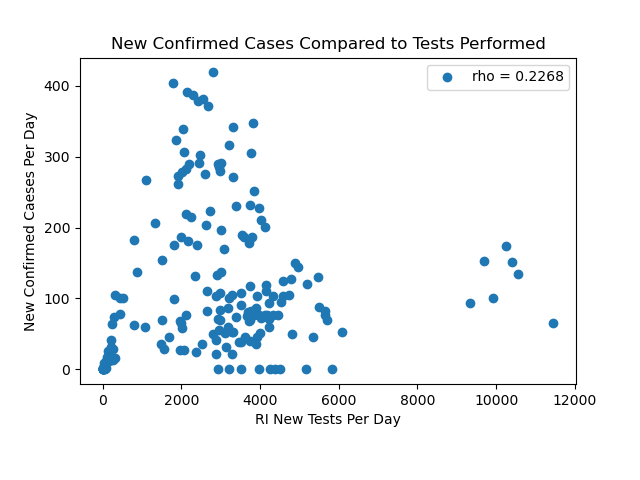 New Confirmed Cases Compared to Tests Performed
rho = 0.2268
New Confirmed Caeses Per Day
400
300
200
100
0
0 2000 4000 6000 8000 10000 12000
RI New Tests Per Day